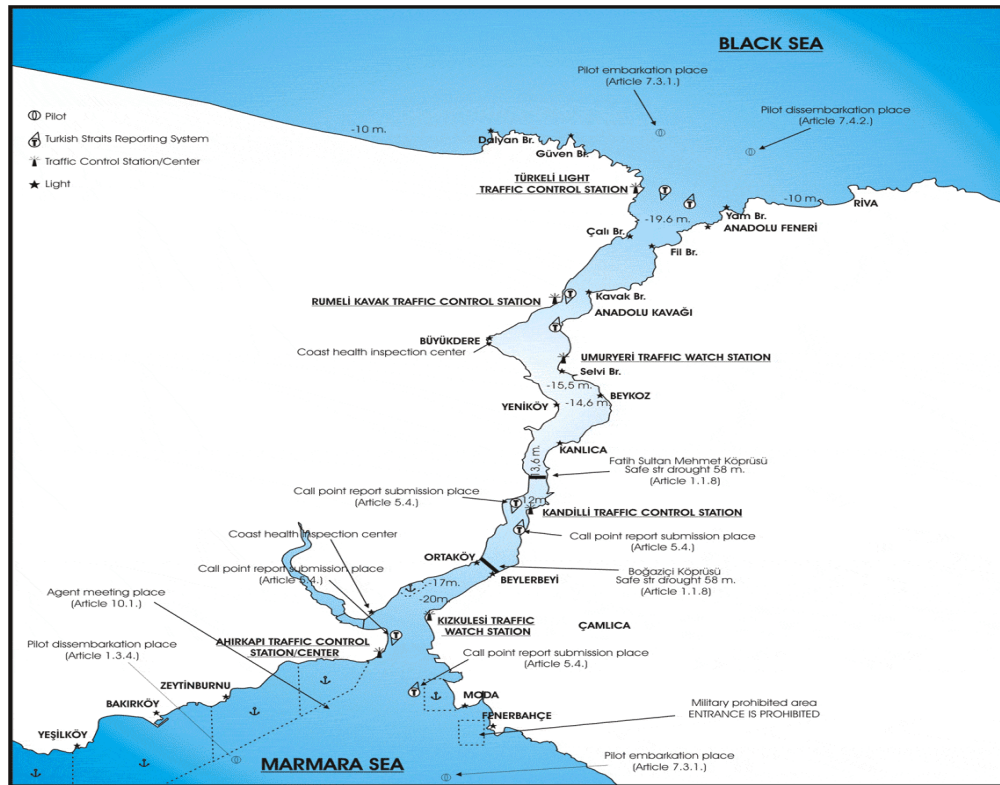 BLACK SEA
Pilot embarkation place
(Article 7.3.1.)
Pilot dissembarkation place
(Article 7.4.2.)
Pilot
Turkish Straits Reporting System
Traffic Control Station/Center
Light
-10 m.
Dalyan Br.
Güven Br.
TÜRKELİ LIGHT
TRAFFIC CONTROL STATION
-10 m.
RİVA
-19.6 m.
Yam Br.
ANADOLU FENERİ
Çalı Br.
Fil Br.
RUMELİ KAVAK TRAFFIC CONTROL STATION
Kavak Br.
ANADOLU KAVAĞI
BÜYÜKDERE
Coast health inspection center
UMURYERİ TRAFFIC WATCH STATION
Selvi Br.
-15,5 m.
-14,6 m.
BEYKOZ
YENİKÖY
KANLICA
13,6 m.
Fatih Sultan Mehmet Köprüsü
Safe str drought 58 m.
(Article 1.1.8)
Call point report submission place
(Article 5.4.)
-12m.
KANDİLLİ TRAFFIC CONTROL STATION
Coast health inspection center
Call point report submission place
(Article 5.4.)
ORTAKÖY
Call point report submission place
(Article 5.4.)
Boğaziçi Köprüsü
Safe str drought 58 m.
(Article 1.1.8)
BEYLERBEYİ
-17m.
-20m.
Agent meeting place
(Article 10.1.)
KIZKULESİ TRAFFIC
WATCH STATION
ÇAMLICA
Pilot dissembarkation place
(Article 1.3.4.)
AHIRKAPI TRAFFIC CONTROL
STATION/CENTER
Call point report submission place
(Article 5.4.)
ZEYTİNBURNU
MODA
Military prohibited area
ENTRANCE IS PROHIBITED
BAKIRKÖY
FENERBAHÇE
YEŞİLKÖY
MARMARA SEA
Pilot embarkation place
(Article 7.3.1.)